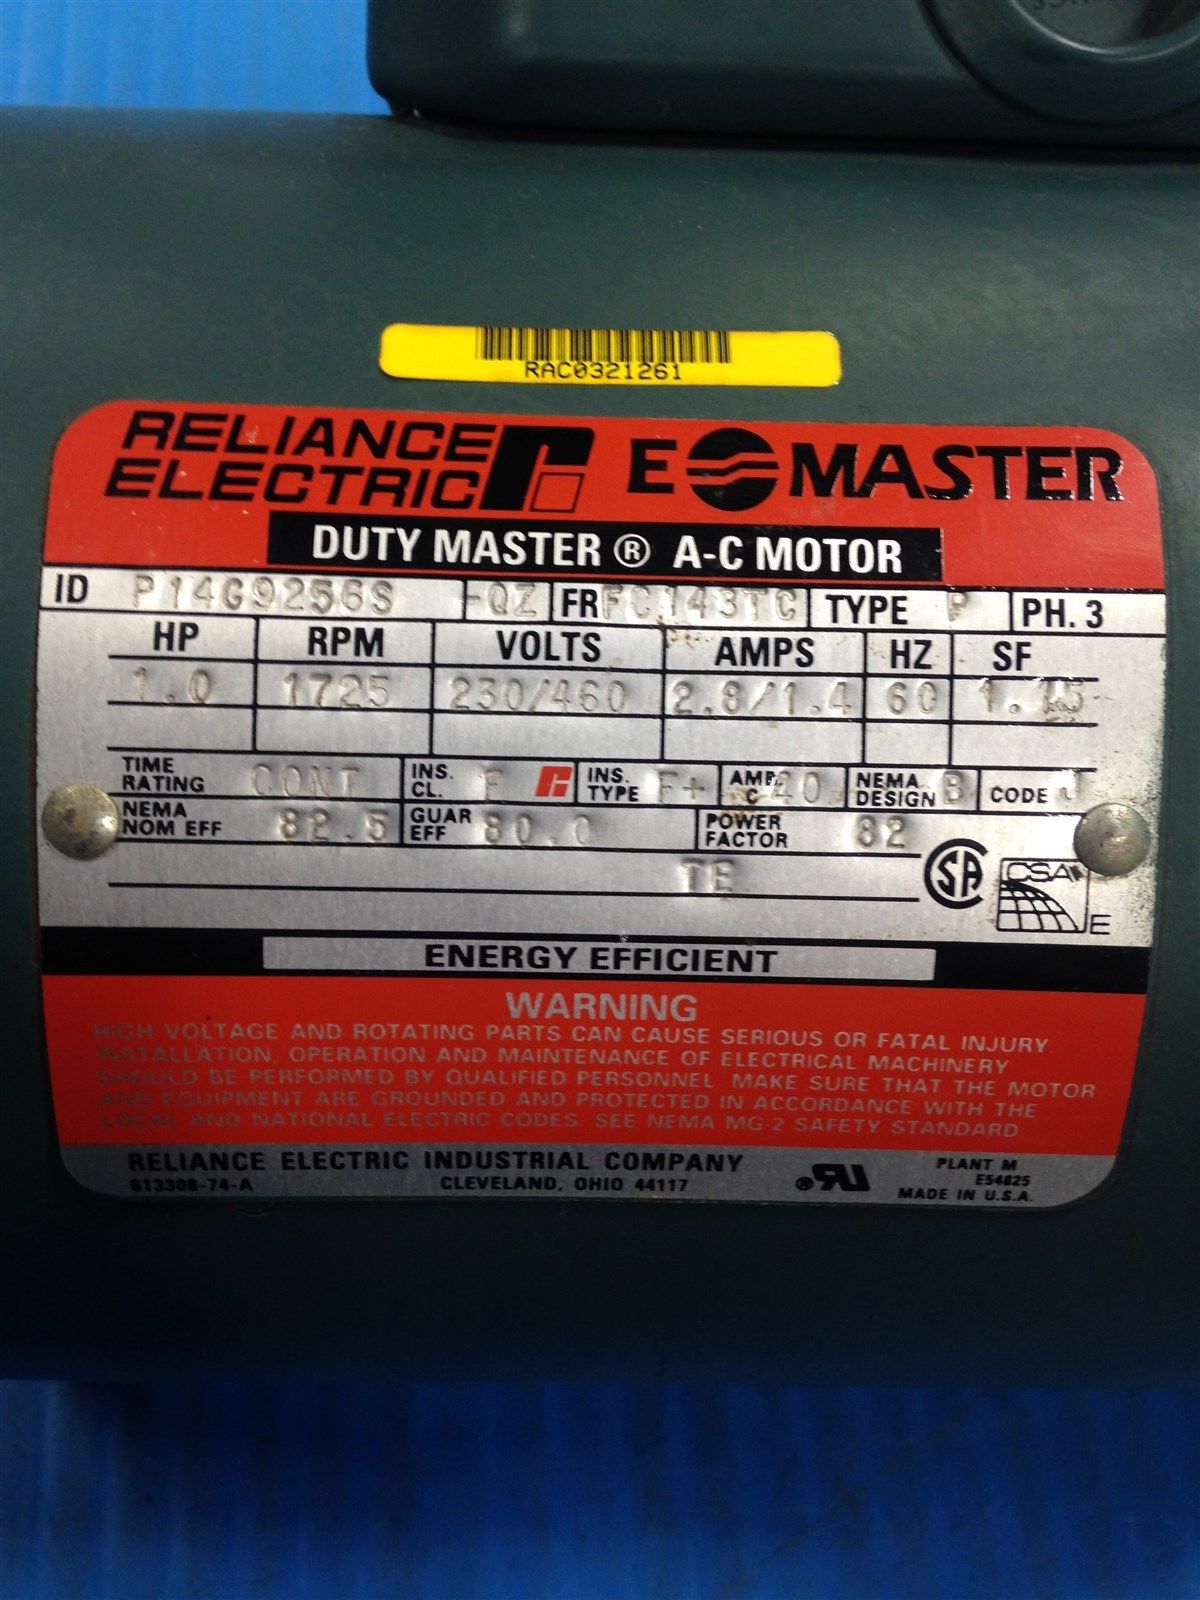 RAC0321261
RELIANCE ELECTRIC E MASTER
DUTY MASTER ® A-C MOTOR
ID P14G9256S -QZ FR FC143TC TYPE P PH. 3
HP RPM VOLTS AMPS HZ SF
1.0 1725 230/460 2.8/1.4 60 1.15
TIME RATING CONT INS. CL. F INS. TYPE F+ AMB °C 40 NEMA DESIGN B CODE J
NEMA NOM EFF 82.5 GUAR EFF 80.0 POWER FACTOR 82
TE
SA CSA E
ENERGY EFFICIENT
WARNING
HIGH VOLTAGE AND ROTATING PARTS CAN CAUSE SERIOUS OR FATAL INJURY.
INSTALLATION, OPERATION AND MAINTENANCE OF ELECTRICAL MACHINERY
SHOULD BE PERFORMED BY QUALIFIED PERSONNEL. MAKE SURE THAT THE MOTOR
AND EQUIPMENT ARE GROUNDED AND PROTECTED IN ACCORDANCE WITH THE
LOCAL AND NATIONAL ELECTRIC CODES. SEE NEMA MG-2 SAFETY STANDARD
RELIANCE ELECTRIC INDUSTRIAL COMPANY
613308-74-A CLEVELAND, OHIO 44117
PLANT M
E54825
MADE IN U.S.A.